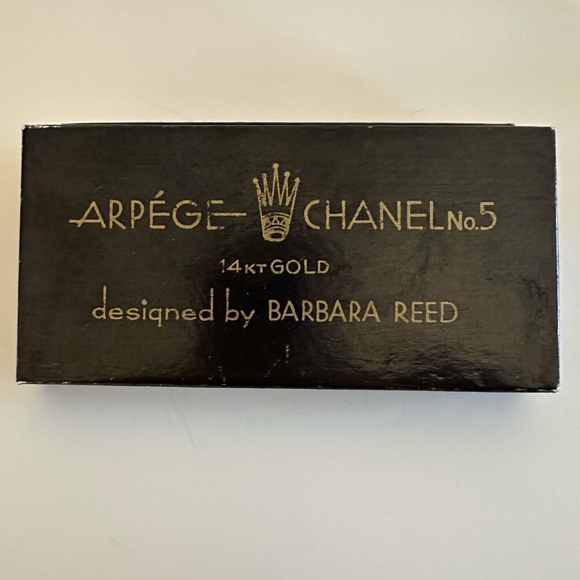 ARPÉGE CHANEL No.5
14KT GOLD
designed by BARBARA REED